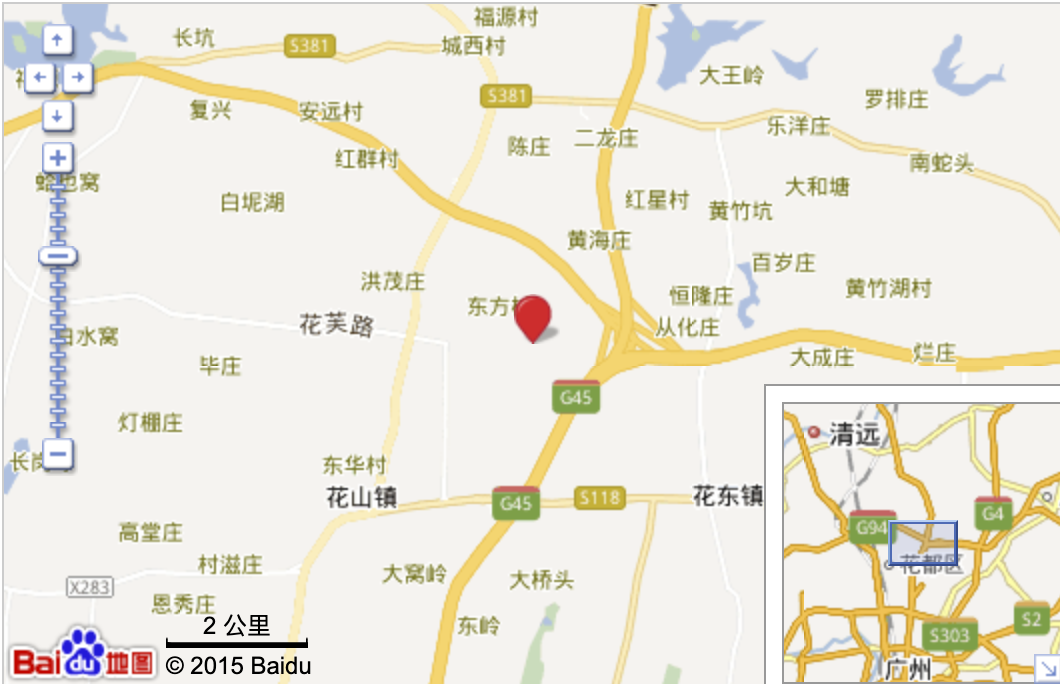 福源村
长坑
S381
城西村
大王岭
S381
罗排庄
复兴
安远村
陈庄
二龙庄
乐洋庄
红群村
南蛇头
白坭湖
红星村
大和塘
黄竹坑
黄海庄
百岁庄
洪茂庄
恒隆庄
黄竹湖村
东方
花芙路
从化庄
白水窝
毕庄
大成庄
烂庄
G45
灯棚庄
长岗
东华村
花山镇
G45
S118
花东镇
高堂庄
村滋庄
大窝岭
大桥头
X283
恩秀庄
东岭
2 公里
Bai du 地图
© 2015 Baidu
清远
G94
G4
花都区
S2
S303
广州